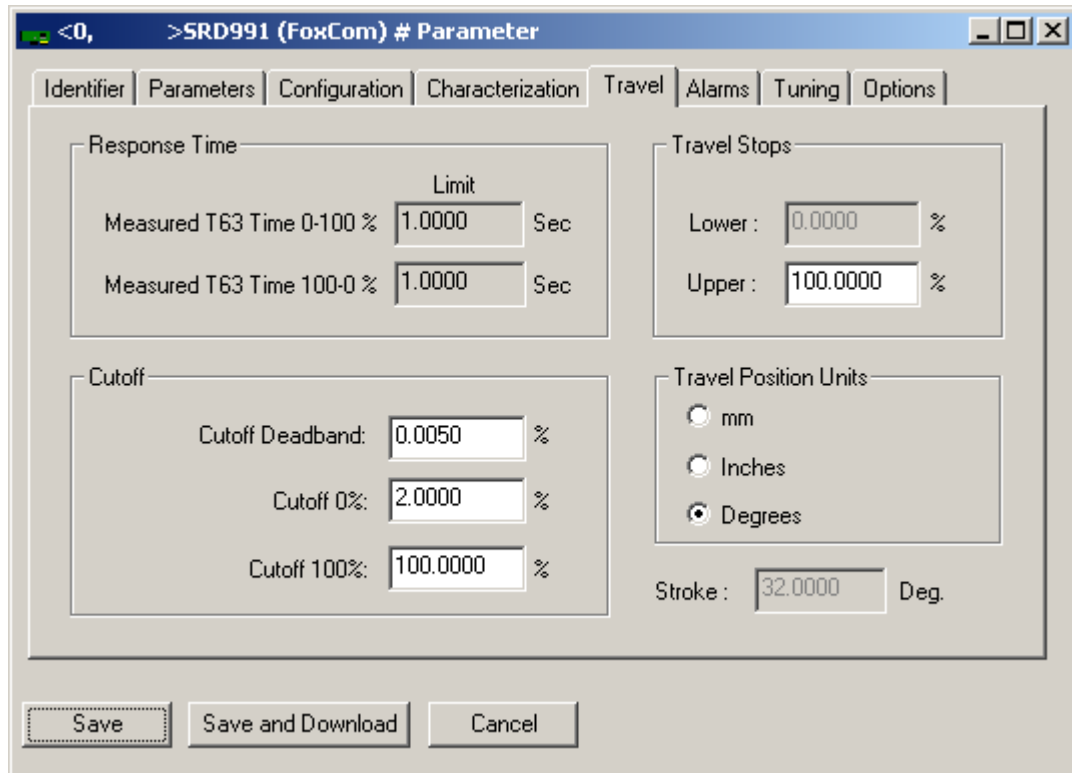 <0,          >SRD991 (FoxCom) # Parameter
Identifier Parameters Configuration Characterization Travel Alarms Tuning Options
Response Time
Limit
Measured T63 Time 0-100 % 1.0000 Sec
Measured T63 Time 100-0 % 1.0000 Sec
Travel Stops
Lower : 0.0000 %
Upper : 100.0000 %
Cutoff
Cutoff Deadband: 0.0050 %
Cutoff 0%: 2.0000 %
Cutoff 100%: 100.0000 %
Travel Position Units
mm
Inches
Degrees
Stroke : 32.0000 Deg.
Save Save and Download Cancel